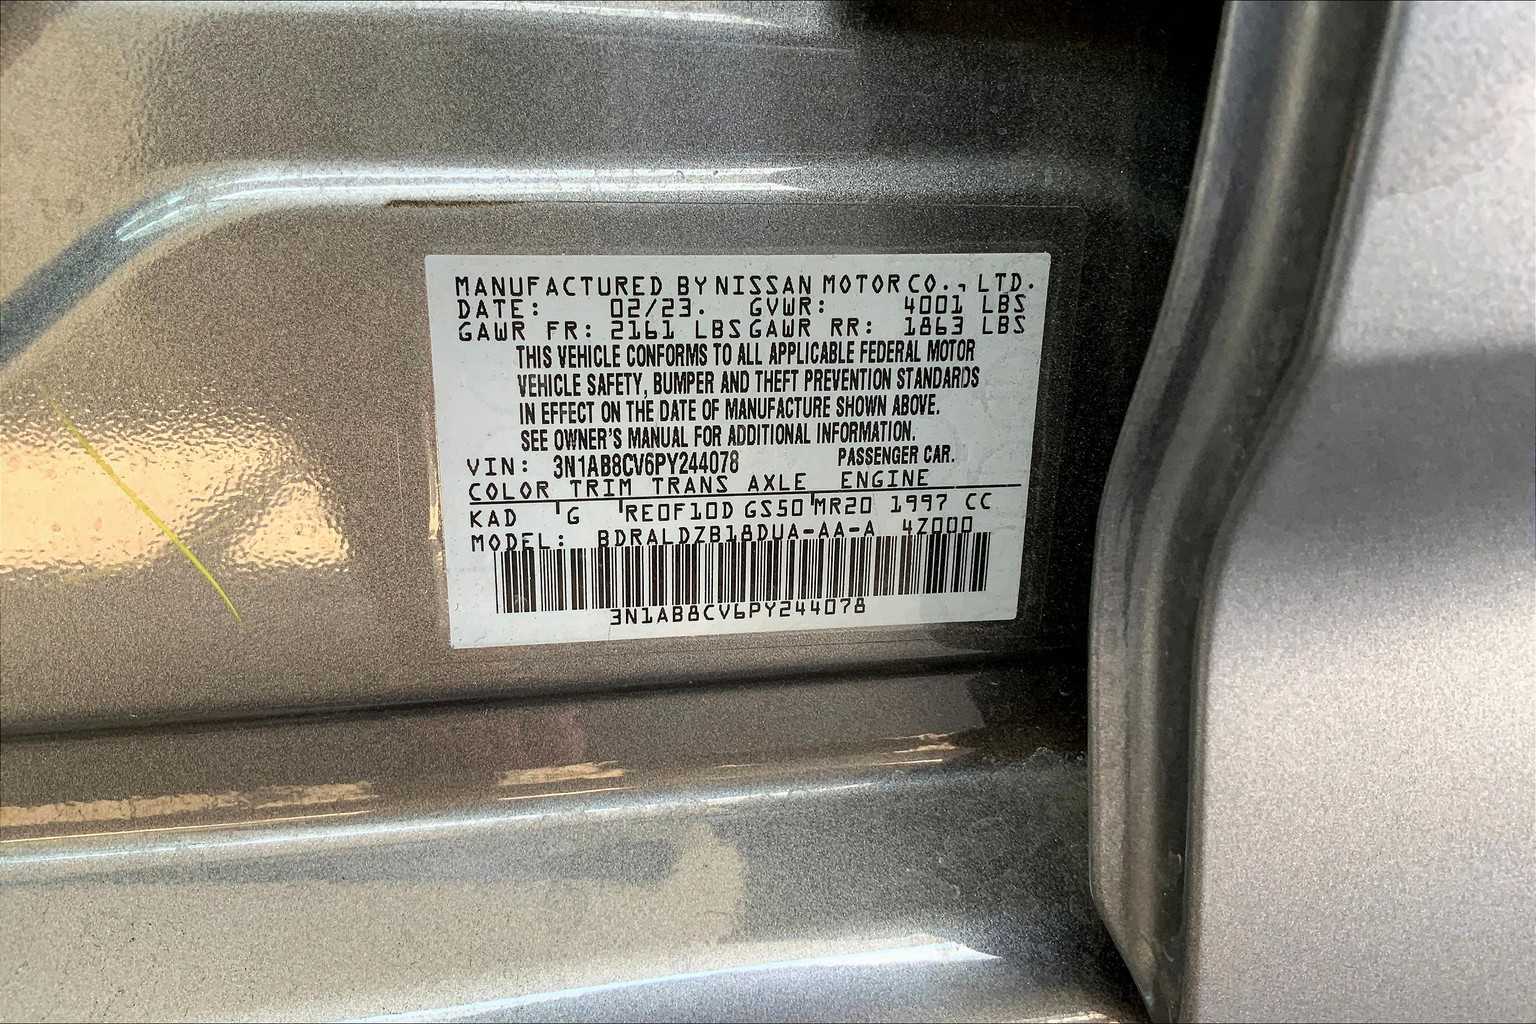 MANUFACTURED BY NISSAN MOTOR CO., LTD.
DATE: 02/23. GVWR: 4001 LBS
GAWR FR: 2161 LBS GAWR RR: 1863 LBS
THIS VEHICLE CONFORMS TO ALL APPLICABLE FEDERAL MOTOR
VEHICLE SAFETY, BUMPER AND THEFT PREVENTION STANDARDS
IN EFFECT ON THE DATE OF MANUFACTURE SHOWN ABOVE.
SEE OWNER'S MANUAL FOR ADDITIONAL INFORMATION.
VIN: 3N1AB8CV6PY244078 PASSENGER CAR.
COLOR TRIM TRANS AXLE ENGINE
KAD G RE0F10D GS50 MR20 1997 CC
MODEL: BDRALDZB18DUA-AA-A 4Z000
3N1AB8CV6PY244078